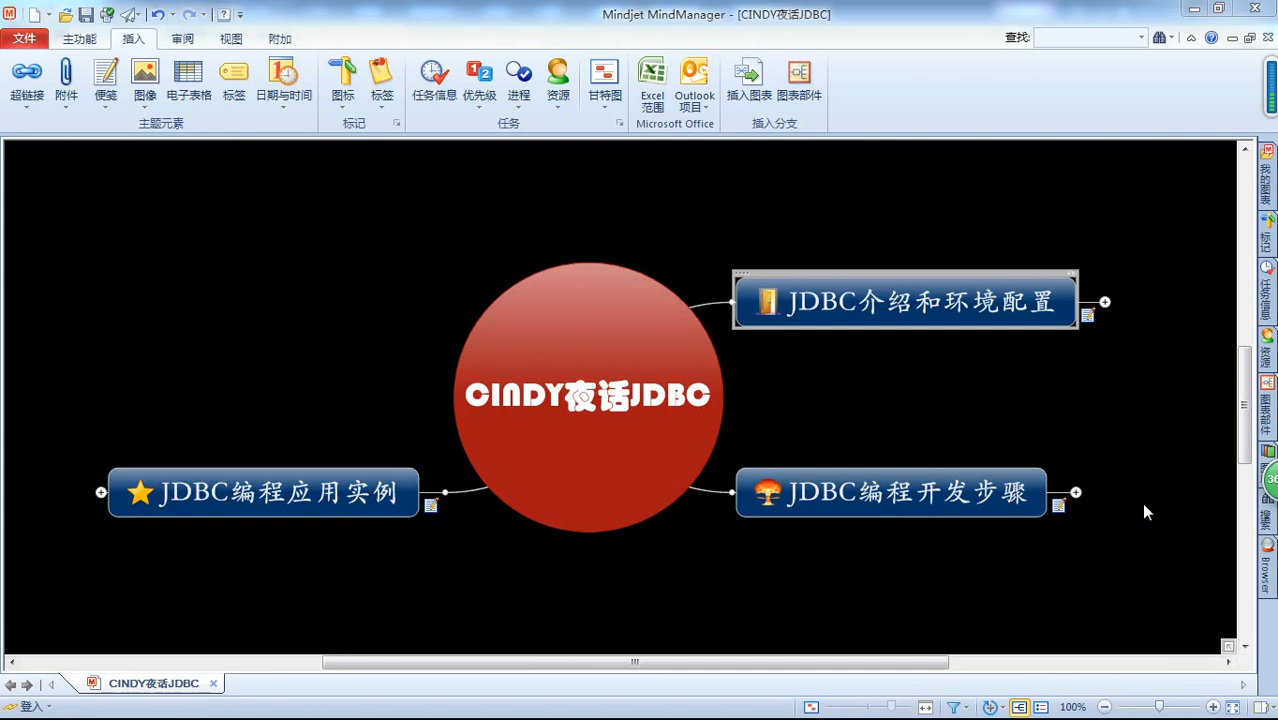 Mindjet MindManager - [CINDY夜话JDBC]
文件 主功能 插入 审阅 视图 附加 查找:
超链接 附件 便笺 图像 电子表格 标签 日期与时间 图标 标签 任务信息 优先级 进程 资源 甘特图 Excel 范围 Outlook 项目 插入图表 图表部件
主题元素 标记 任务 Microsoft Office 插入分支
我的图表
标记
任务信息
资源
图表部件
搜索
Browser
JDBC介绍和环境配置
CINDY夜话JDBC
JDBC编程应用实例
JDBC编程开发步骤
CINDY夜话JDBC
登入 100%